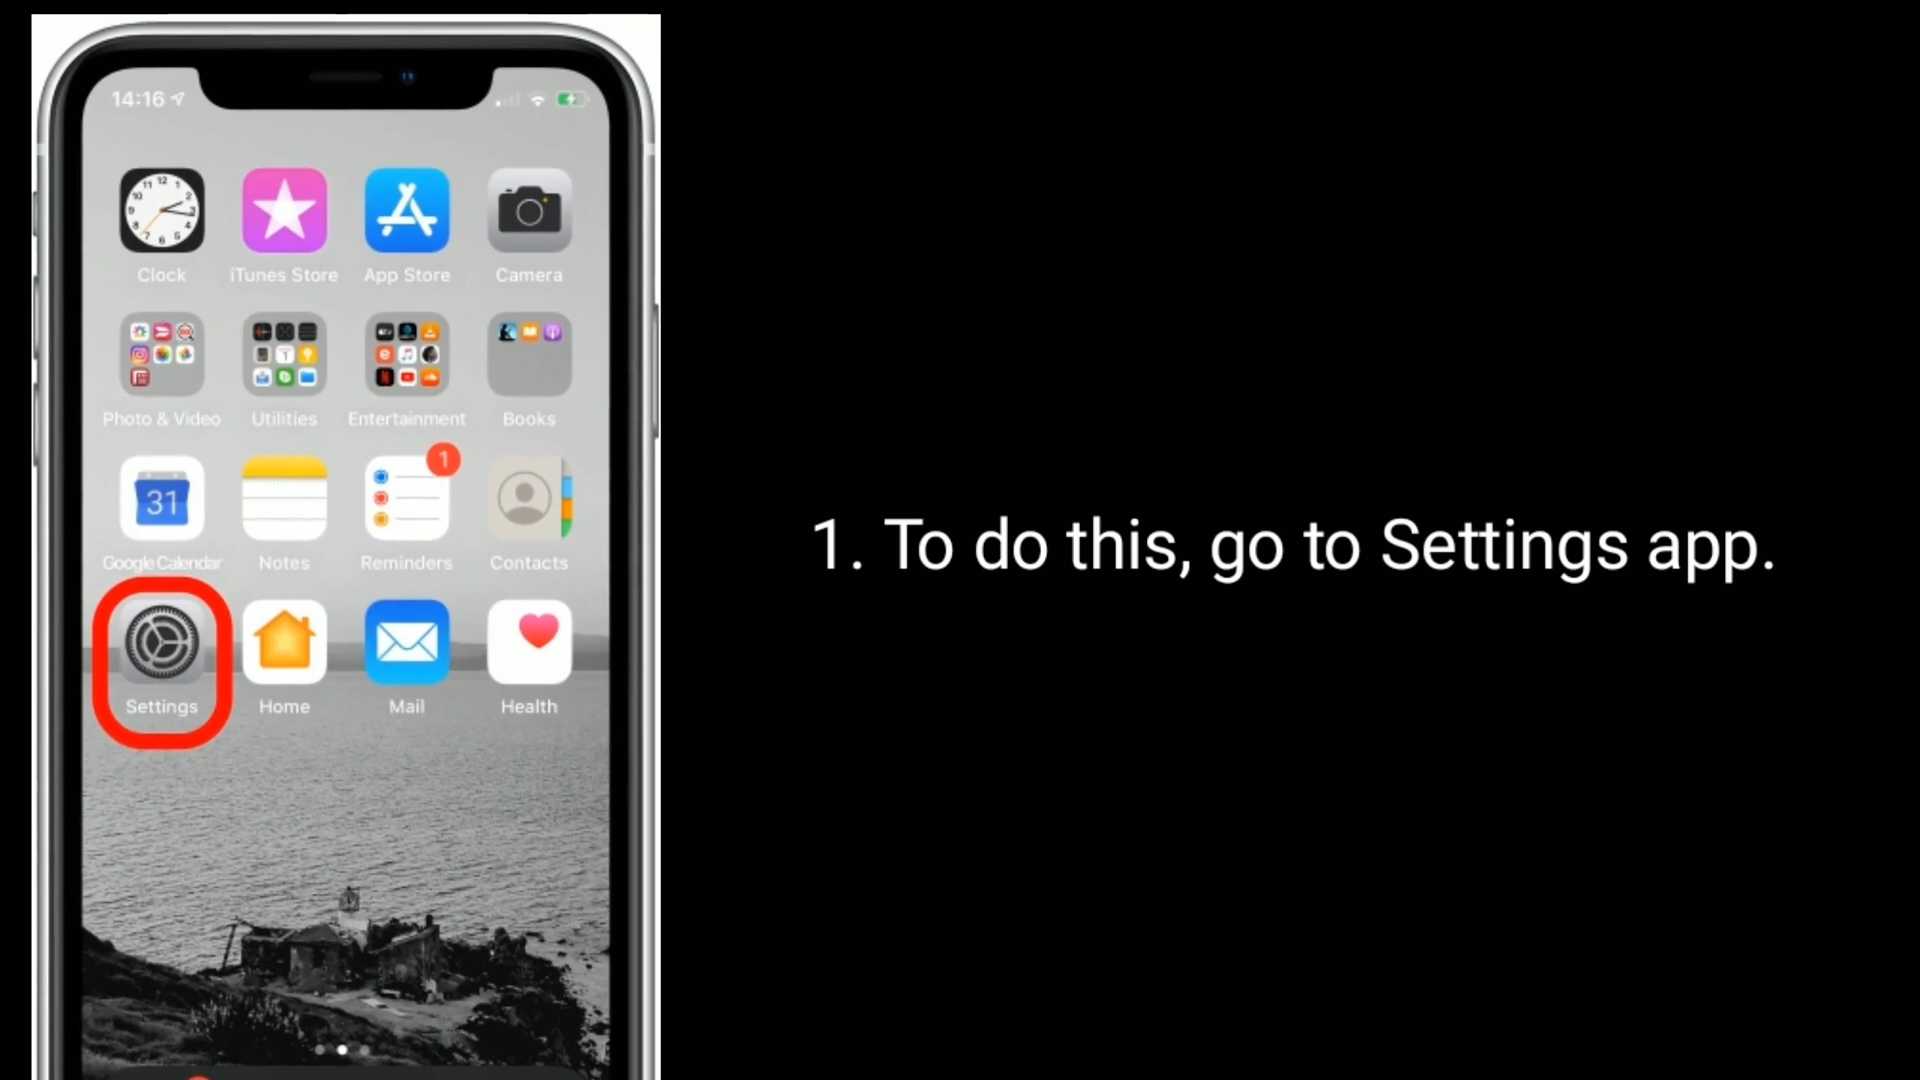 14:16
Clock iTunes Store App Store Camera
Photo & Video Utilities Entertainment Books
1
31
Google Calendar Notes Reminders Contacts
Settings Home Mail Health
1. To do this, go to Settings app.